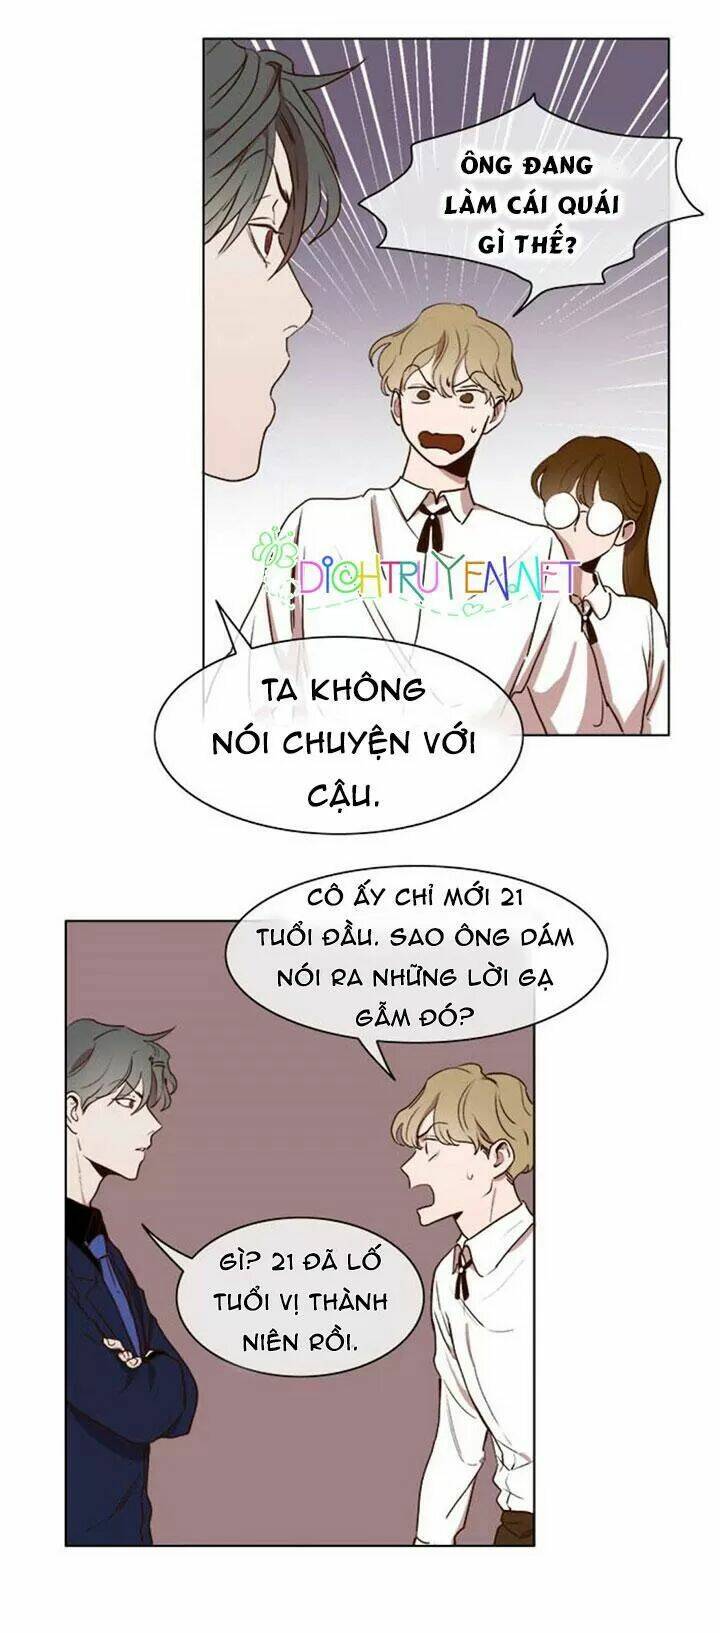 ÔNG ĐANG
LÀM CÁI QUÁI
GÌ THẾ?
DICHTRUYEN.NET
TA KHÔNG
NÓI CHUYỆN VỚI
CẬU.
CÔ ẤY CHỈ MỚI 21
TUỔI ĐẦU. SAO ÔNG DÁM
NÓI RA NHỮNG LỜI GẠ
GẪM ĐÓ?
GÌ? 21 ĐÃ LỐ
TUỔI VỊ THÀNH
NIÊN RỒI.